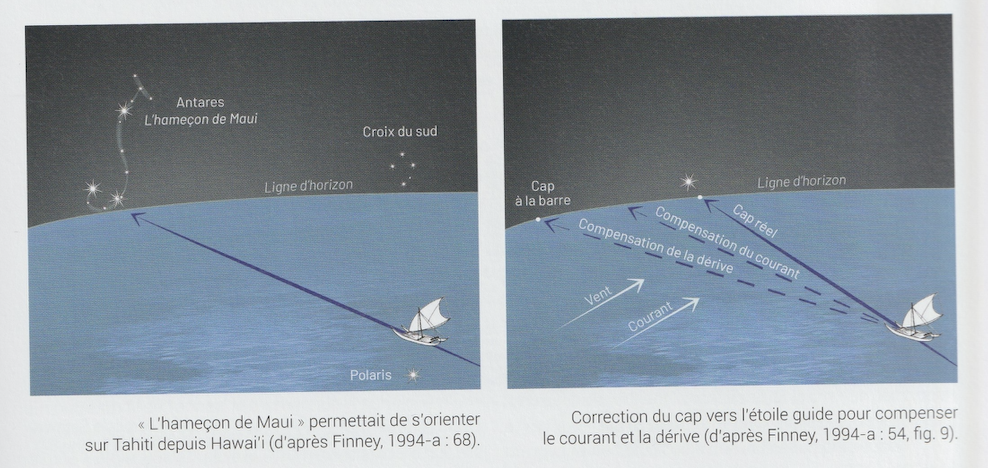 Antares
L'hameçon de Maui
Croix du sud
Ligne d'horizon
Polaris
« L'hameçon de Maui » permettait de s'orienter
sur Tahiti depuis Hawai'i (d'après Finney, 1994-a : 68).
Ligne d'horizon
Cap
à la barre
Cap réel
Compensation du courant
Compensation de la dérive
Vent
Courant
Correction du cap vers l'étoile guide pour compenser
le courant et la dérive (d'après Finney, 1994-a : 54, fig. 9).